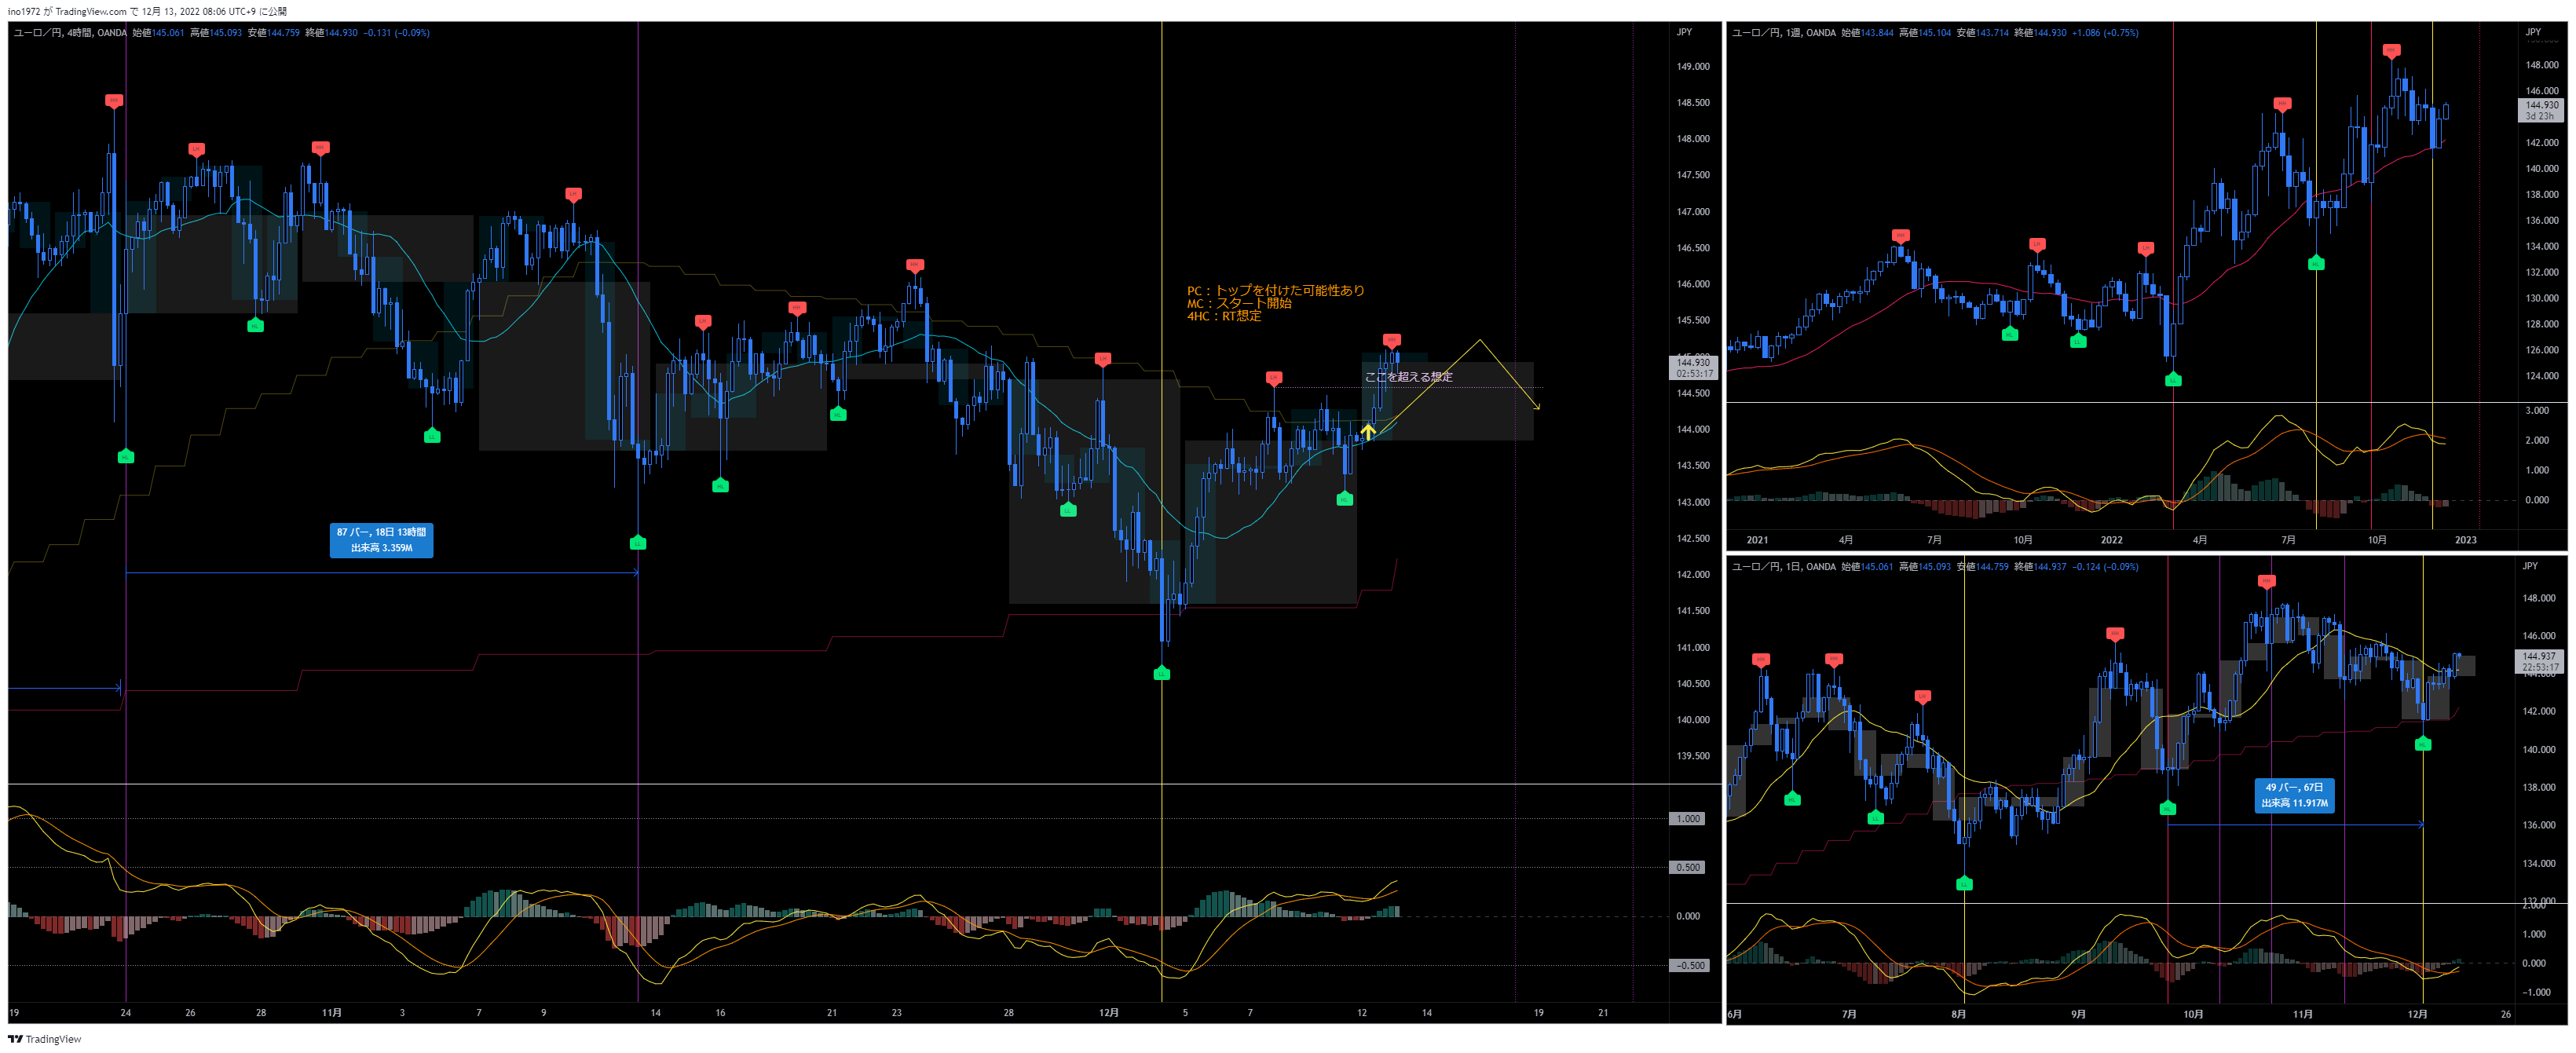 ino1972 が TradingView.com で 12月 13, 2022 08:06 UTC+9 に公開
ユーロ／円, 4時間, OANDA 始値145.061 高値145.093 安値144.759 終値144.930 −0.131 (−0.09%)
JPY
149.000
148.500
148.000
147.500
147.000
146.500
146.000
145.500
144.930
02:53:17
144.500
144.000
143.500
143.000
142.500
142.000
141.500
141.000
140.500
140.000
139.500
PC：トップを付けた可能性あり
MC：スタート開始
4HC：RT想定
ここを超える想定
87 バー, 18日 13時間
出来高 3.359M
1.000
0.500
0.000
−0.500
19 24 26 28 11月 3 7 9 14 16 21 23 28 12月 5 7 12 14 19 21
ユーロ／円, 1週, OANDA 始値143.844 高値145.104 安値143.714 終値144.930 +1.086 (+0.75%)
JPY
148.000
146.000
144.930
3d 23h
142.000
140.000
138.000
136.000
134.000
132.000
130.000
128.000
126.000
124.000
3.000
2.000
1.000
0.000
2021 4月 7月 10月 2022 4月 7月 10月 2023
ユーロ／円, 1日, OANDA 始値145.061 高値145.093 安値144.759 終値144.937 −0.124 (−0.09%)
JPY
148.000
146.000
144.937
22:53:17
144.000
142.000
140.000
138.000
136.000
134.000
132.000
49 バー, 67日
出来高 11.917M
2.000
1.000
0.000
−1.000
6月 7月 8月 9月 10月 11月 12月 26
TradingView